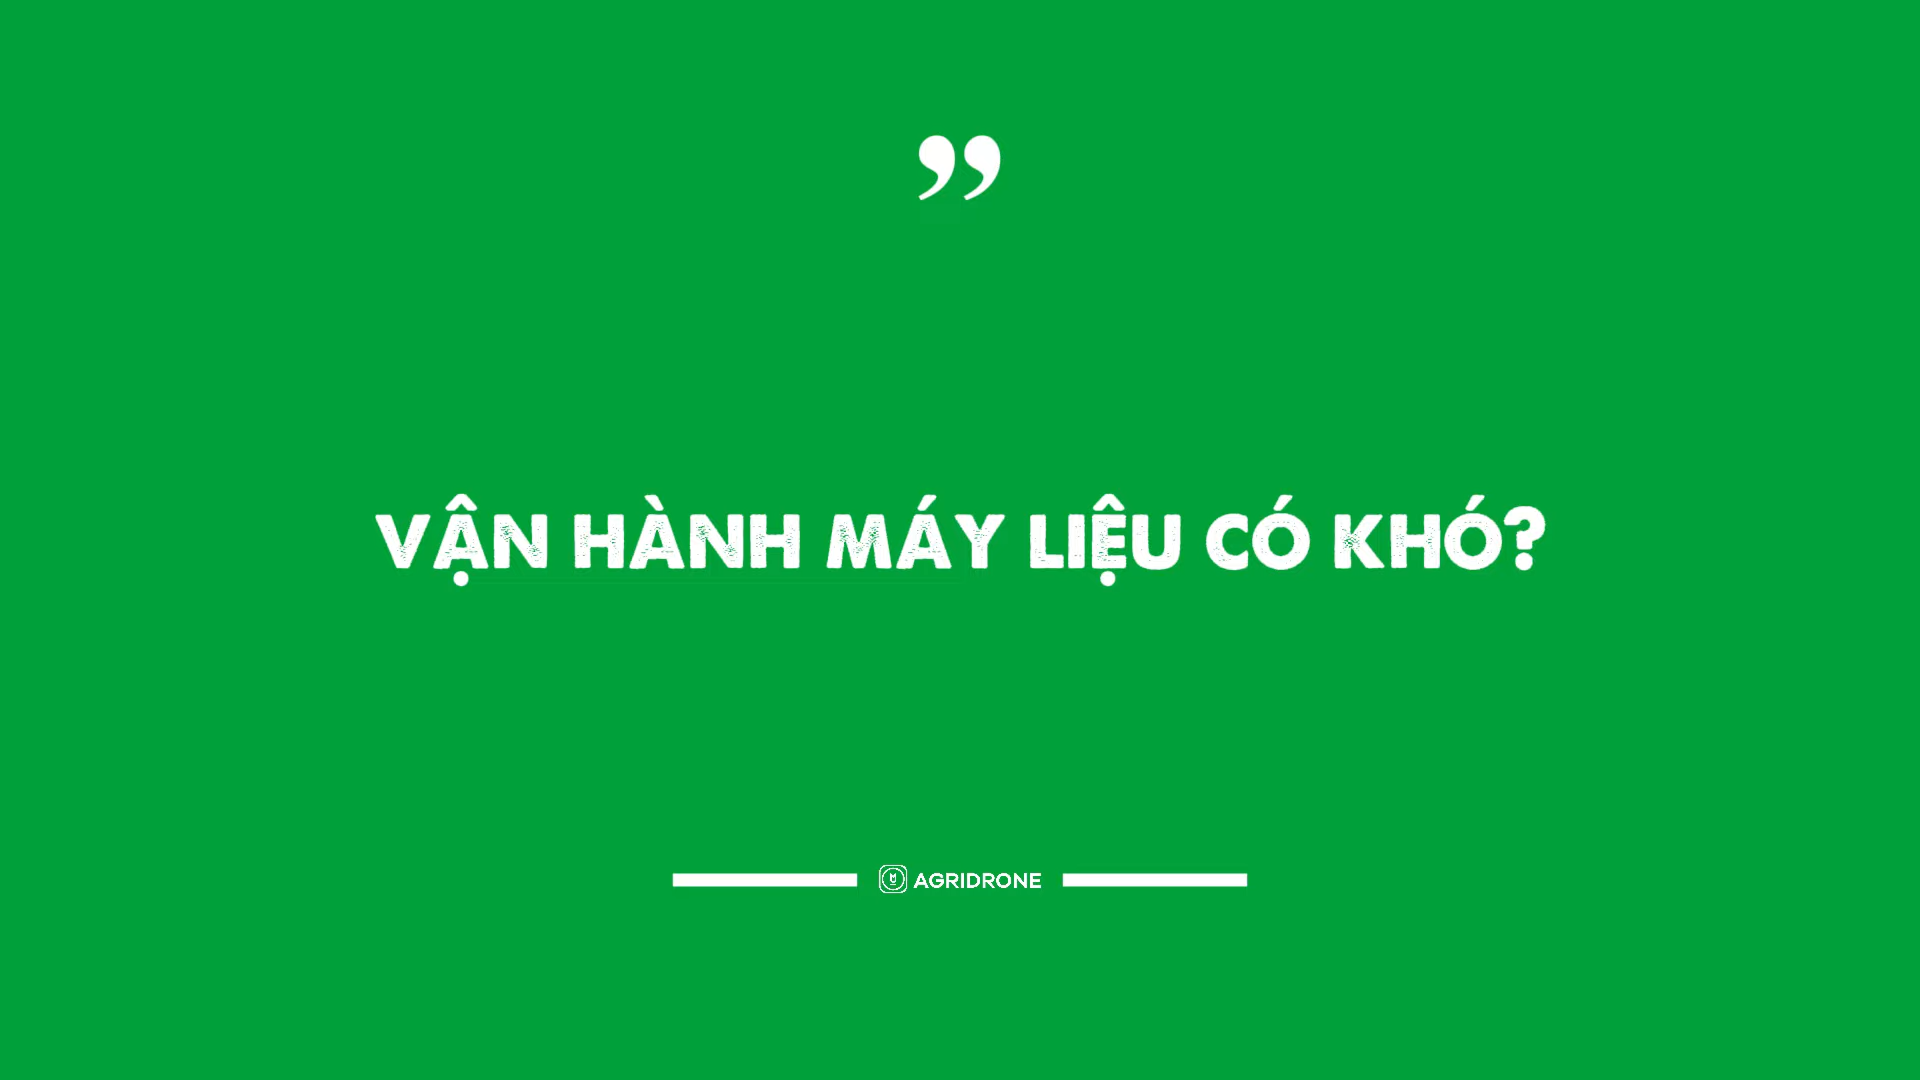 ”
VẬN HÀNH MÁY LIỆU CÓ KHÓ?
AGRIDRONE